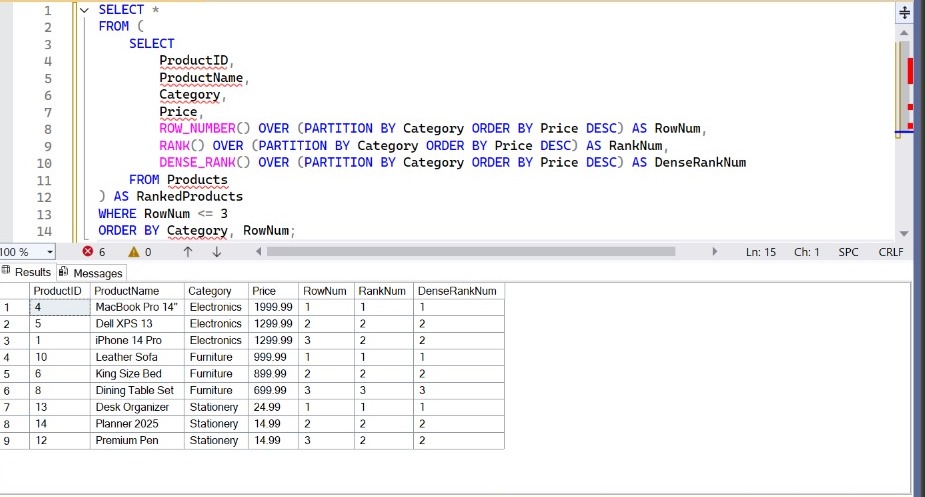 1 SELECT *
2 FROM (
3 SELECT
4 ProductID,
5 ProductName,
6 Category,
7 Price,
8 ROW_NUMBER() OVER (PARTITION BY Category ORDER BY Price DESC) AS RowNum,
9 RANK() OVER (PARTITION BY Category ORDER BY Price DESC) AS RankNum,
10 DENSE_RANK() OVER (PARTITION BY Category ORDER BY Price DESC) AS DenseRankNum
11 FROM Products
12 ) AS RankedProducts
13 WHERE RowNum <= 3
14 ORDER BY Category, RowNum;
100 % 6 0 Ln: 15 Ch: 1 SPC CRLF
Results Messages
ProductID ProductName Category Price RowNum RankNum DenseRankNum
1 4 MacBook Pro 14" Electronics 1999.99 1 1 1
2 5 Dell XPS 13 Electronics 1299.99 2 2 2
3 1 iPhone 14 Pro Electronics 1299.99 3 2 2
4 10 Leather Sofa Furniture 999.99 1 1 1
5 6 King Size Bed Furniture 899.99 2 2 2
6 8 Dining Table Set Furniture 699.99 3 3 3
7 13 Desk Organizer Stationery 24.99 1 1 1
8 14 Planner 2025 Stationery 14.99 2 2 2
9 12 Premium Pen Stationery 14.99 3 2 2